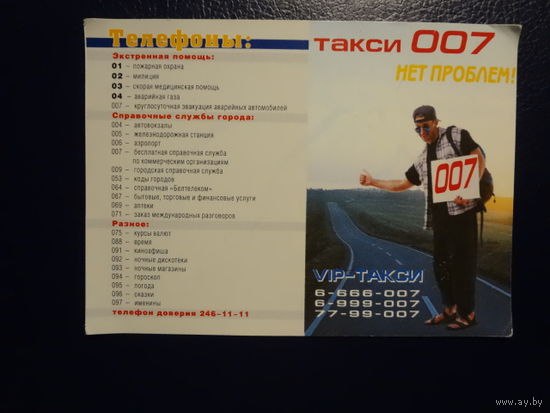 Телефоны:
Экстренная помощь:
01 – пожарная охрана
02 – милиция
03 – скорая медицинская помощь
04 – аварийная газа
007 – круглосуточная эвакуация аварийных автомобилей
Справочные службы города:
004 – автовокзалы
005 – железнодорожная станция
006 – аэропорт
007 – бесплатная справочная служба
по коммерческим организациям
009 – городская справочная служба
053 – коды городов
064 – справочная «Белтелеком»
067 – бытовые, торговые и финансовые услуги
069 – аптеки
071 – заказ международных разговоров
Разное:
075 – курсы валют
088 – время
091 – киноафиша
092 – ночные дискотеки
093 – ночные магазины
094 – гороскоп
095 – погода
096 – сказки
097 – именины
телефон доверия 246-11-11
такси 007
НЕТ ПРОБЛЕМ!
007
VIP-ТАКСИ
6-666-007
6-999-007
77-99-007
www.ay.by